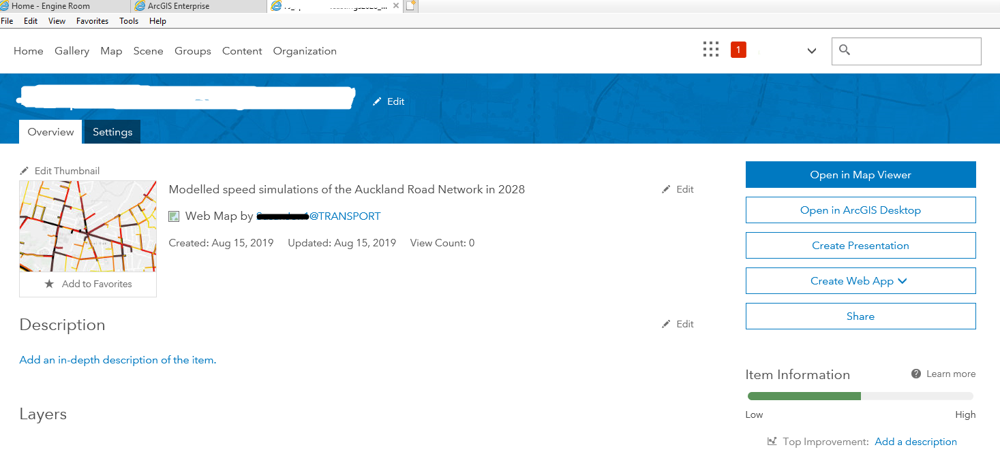 Home - Engine Room ArcGIS Enterprise
File Edit View Favorites Tools Help
Home Gallery Map Scene Groups Content Organization 1
Edit
Overview Settings
Edit Thumbnail
Modelled speed simulations of the Auckland Road Network in 2028 Edit
Web Map by @TRANSPORT
Created: Aug 15, 2019 Updated: Aug 15, 2019 View Count: 0
Add to Favorites
Description Edit
Add an in-depth description of the item.
Layers
Open in Map Viewer
Open in ArcGIS Desktop
Create Presentation
Create Web App
Share
Item Information Learn more
Low High
Top Improvement: Add a description